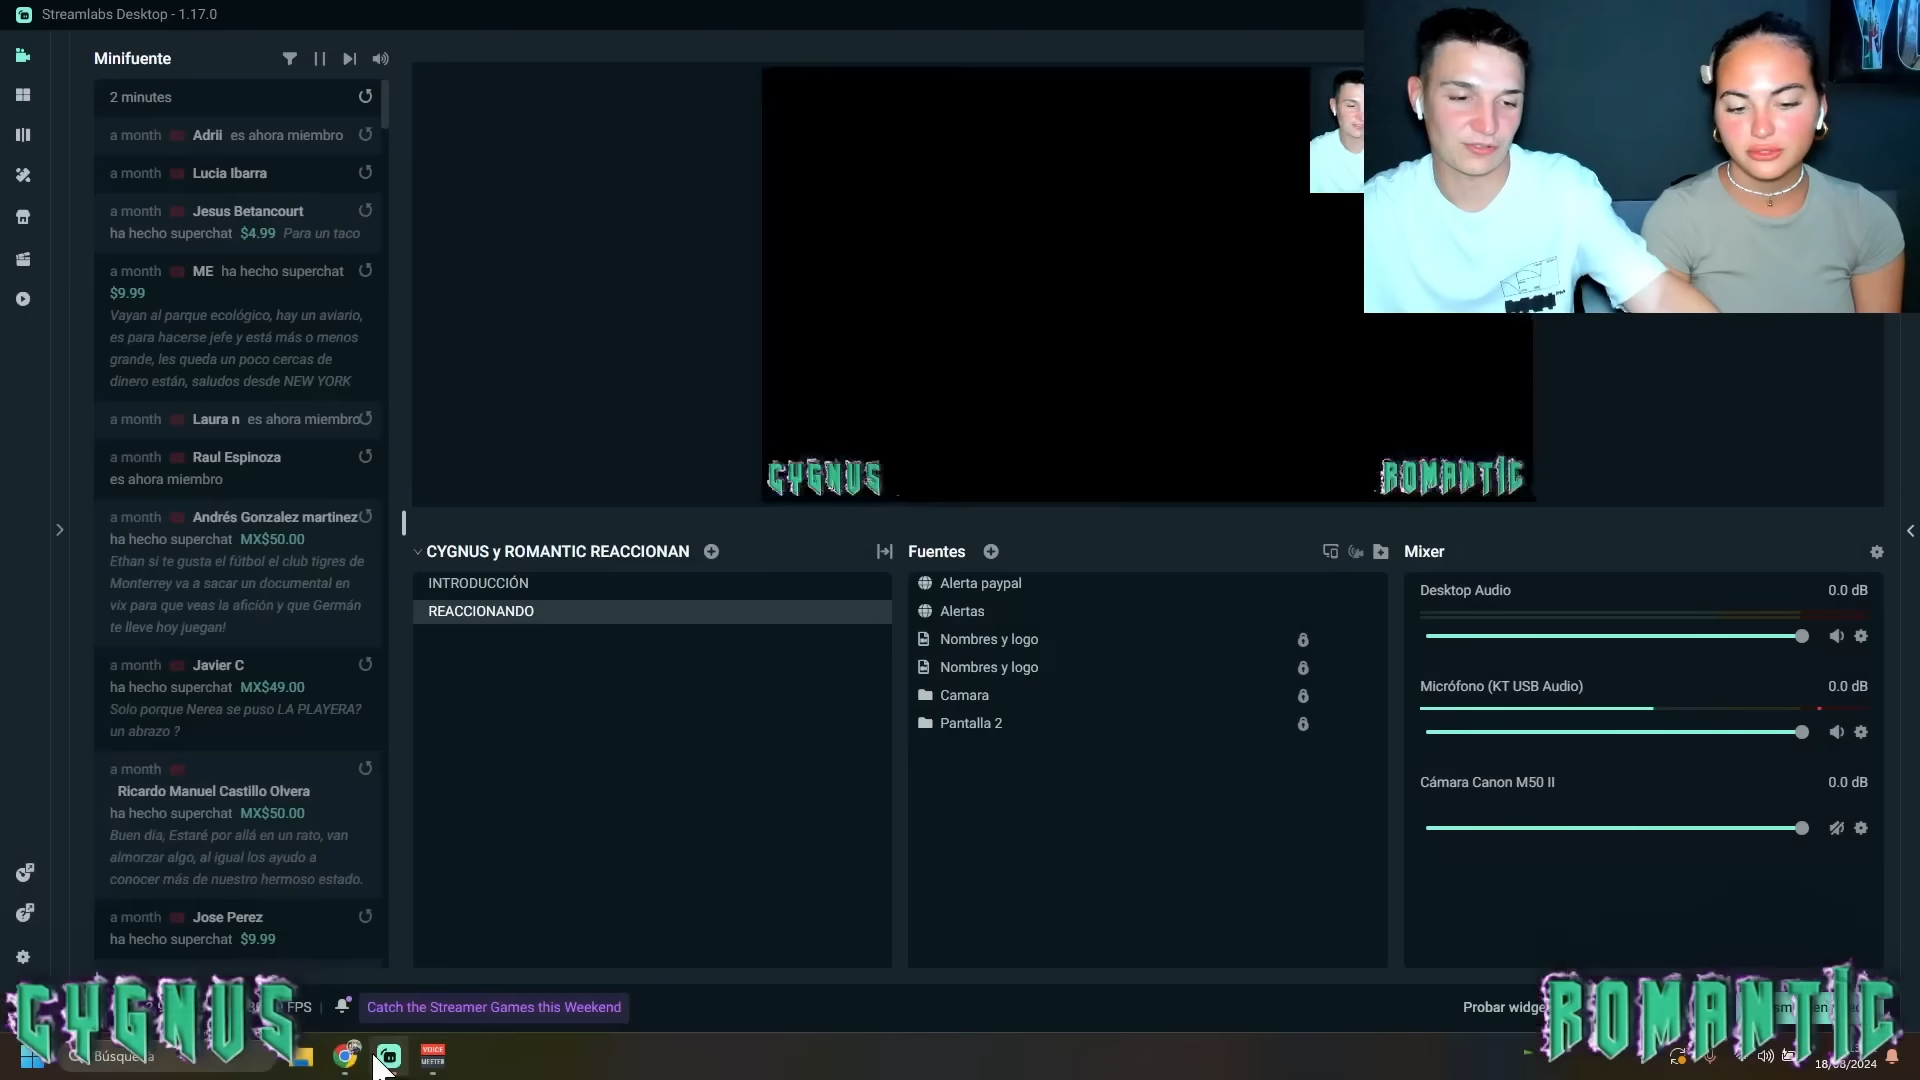 Streamlabs Desktop - 1.17.0
Minifuente
2 minutes
a month Adrii es ahora miembro
a month Lucia Ibarra
a month Jesus Betancourt
ha hecho superchat $4.99 Para un taco
a month ME ha hecho superchat
$9.99
Vayan al parque ecológico, hay un aviario,
es para hacerse jefe y está más o menos
grande, les queda un poco cercas de
dinero están, saludos desde NEW YORK
a month Laura n es ahora miembro
a month Raul Espinoza
es ahora miembro
a month Andrés Gonzalez martinez
ha hecho superchat MX$50.00
Ethan si te gusta el fútbol el club tigres de
Monterrey va a sacar un documental en
vix para que veas la afición y que Germán
te lleve hoy juegan!
a month Javier C
ha hecho superchat MX$49.00
Solo porque Nerea se puso LA PLAYERA?
un abrazo ?
a month
Ricardo Manuel Castillo Olvera
ha hecho superchat MX$50.00
Buen día, Estaré por allá en un rato, van
almorzar algo, al igual los ayudo a
conocer más de nuestro hermoso estado.
a month Jose Perez
ha hecho superchat $9.99
CYGNUS
ROMANTIC
CYGNUS y ROMANTIC REACCIONAN
INTRODUCCIÓN
REACCIONANDO
Fuentes
Alerta paypal
Alertas
Nombres y logo
Nombres y logo
Camara
Pantalla 2
Mixer
Desktop Audio 0.0 dB
Micrófono (KT USB Audio) 0.0 dB
Cámara Canon M50 II 0.0 dB
CYGNUS
FPS
Catch the Streamer Games this Weekend
Probar widge
ROMANTIC
Búsqueda
VOICE
MEETER
18/08/2024